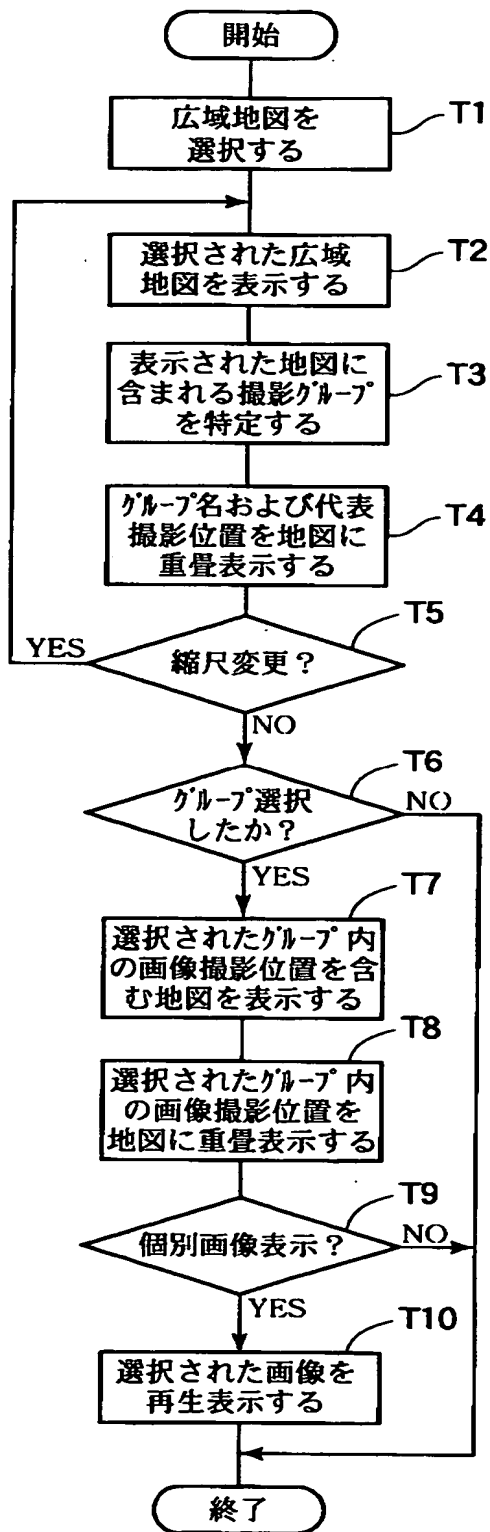 開始
広域地図を
選択する
T1
選択された広域
地図を表示する
T2
表示された地図に
含まれる撮影グループ
を特定する
T3
グループ名および代表
撮影位置を地図に
重畳表示する
T4
縮尺変更？
T5
YES
NO
グループ選択
したか？
T6
NO
YES
選択されたグループ内
の画像撮影位置を含
む地図を表示する
T7
選択されたグループ内
の画像撮影位置を
地図に重畳表示する
T8
個別画像表示？
T9
NO
YES
選択された画像を
再生表示する
T10
終了